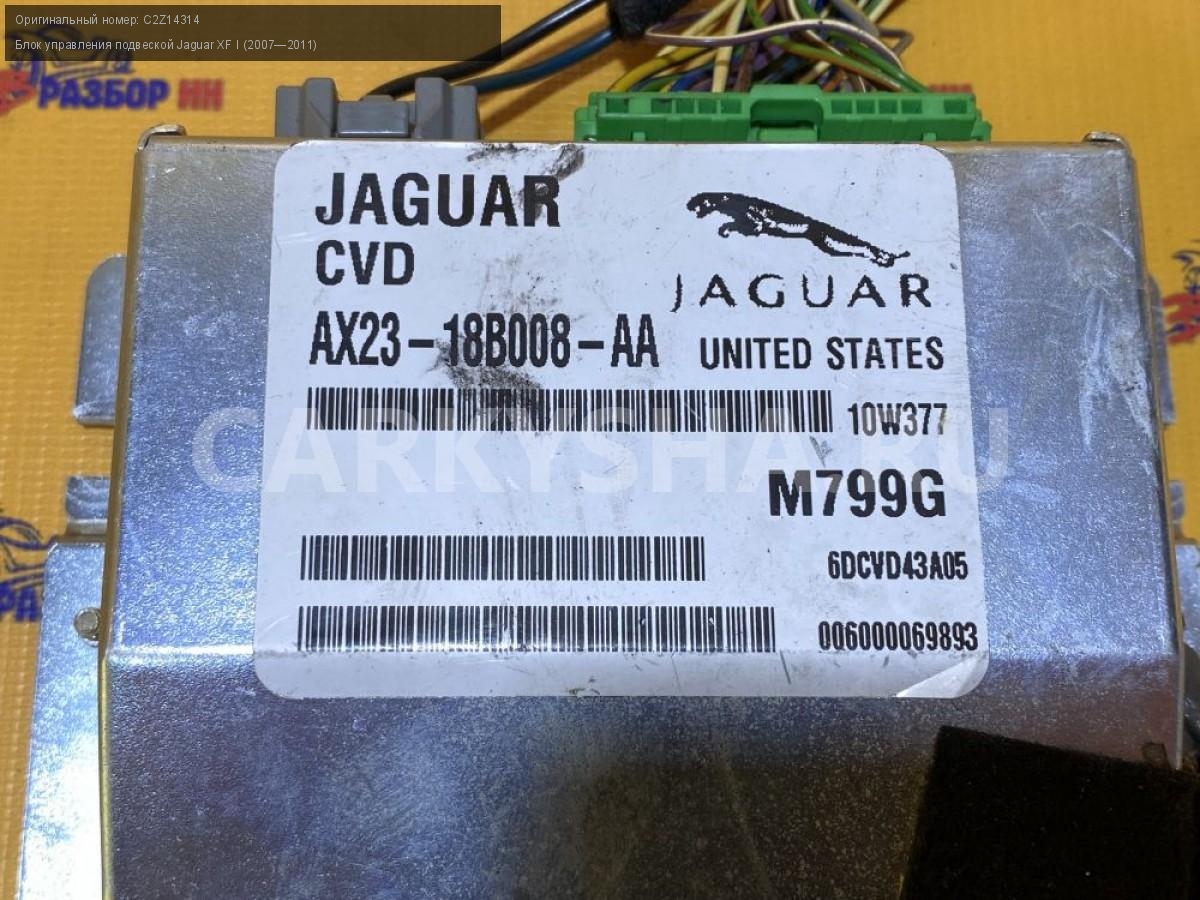 Оригинальный номер: C2Z14314
Блок управления подвеской Jaguar XF I (2007—2011)
РАЗБОР НН
JAGUAR
CVD
JAGUAR
AX23-18B008-AA
UNITED STATES
10W377
CARKYSHA.RU
M799G
6DCVD43A05
006000069893
РАЗБ